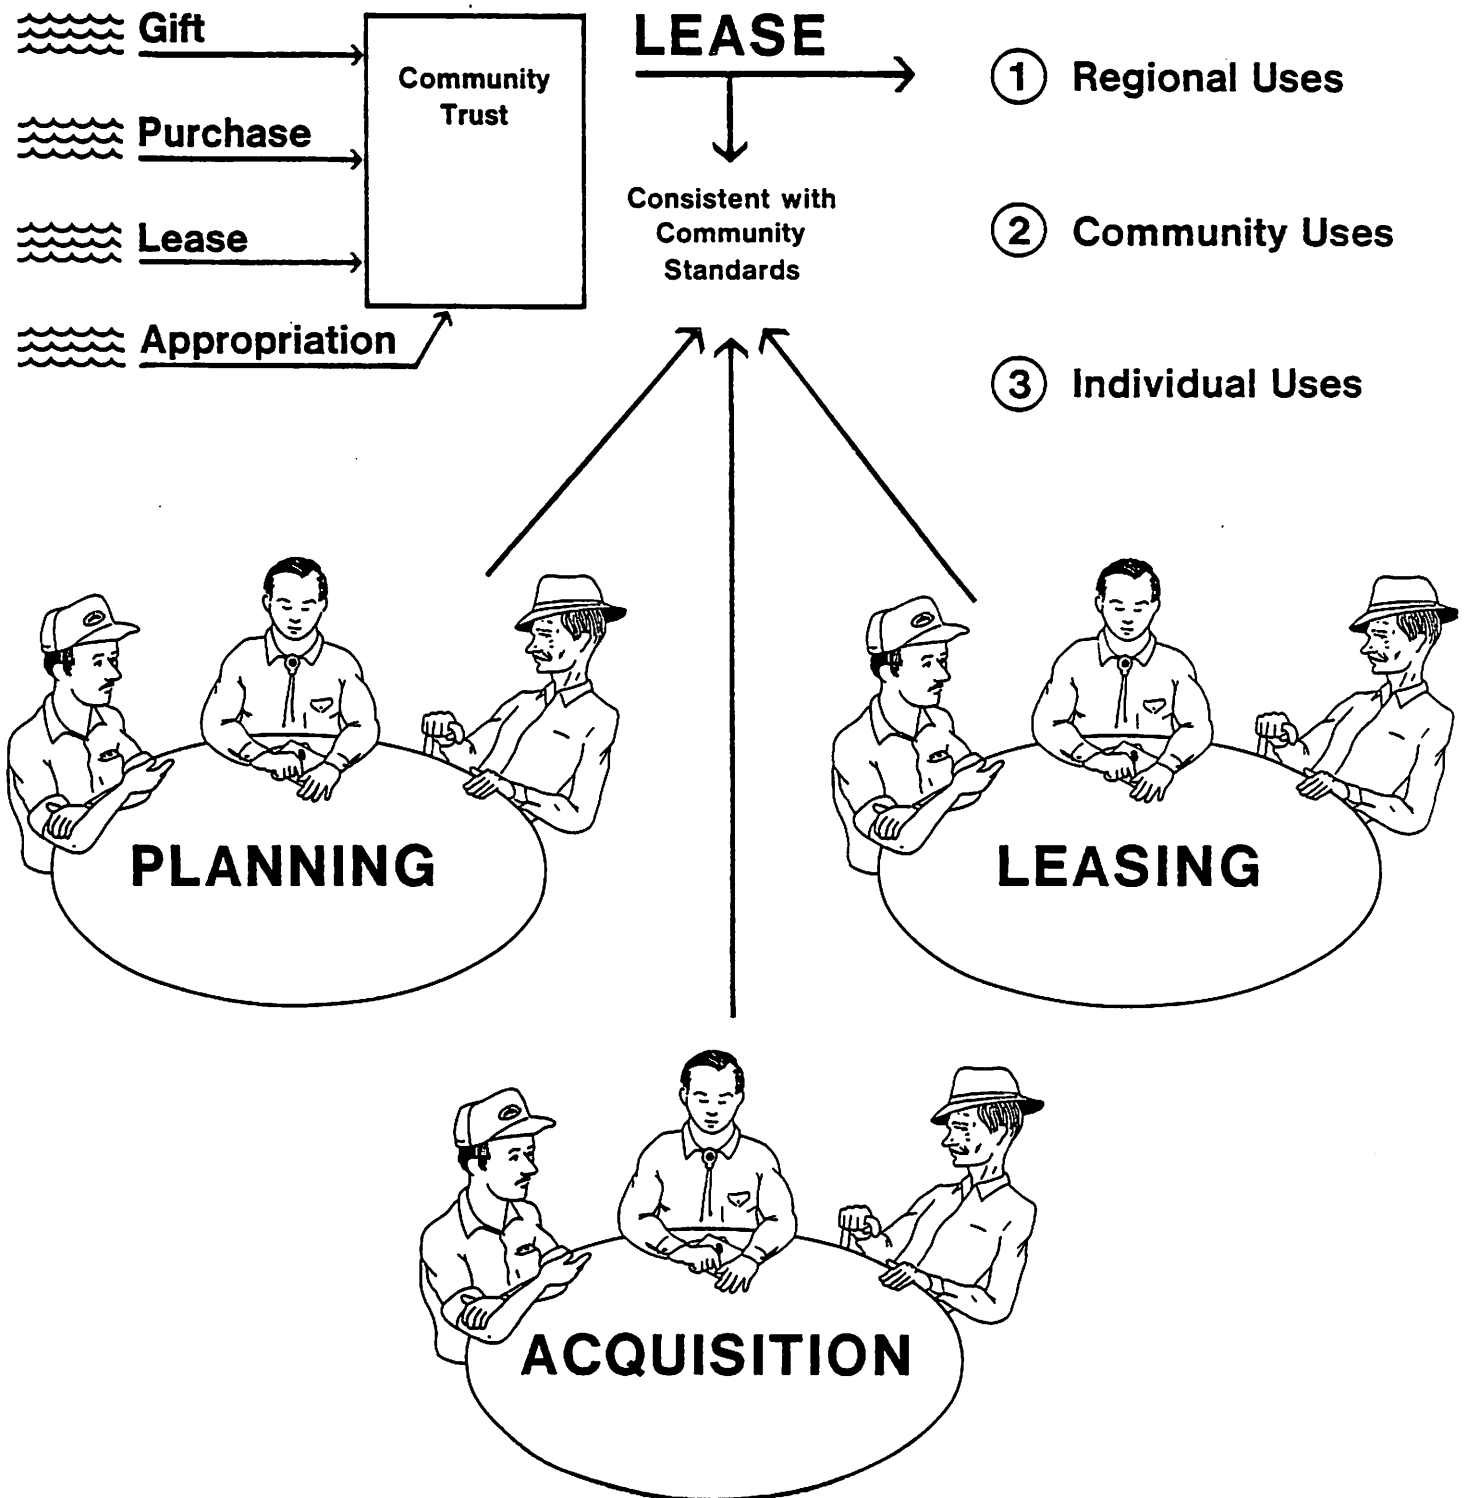 Gift
Purchase
Lease
Appropriation
Community
Trust
LEASE
Consistent with
Community
Standards
1 Regional Uses
2 Community Uses
3 Individual Uses
PLANNING
LEASING
ACQUISITION